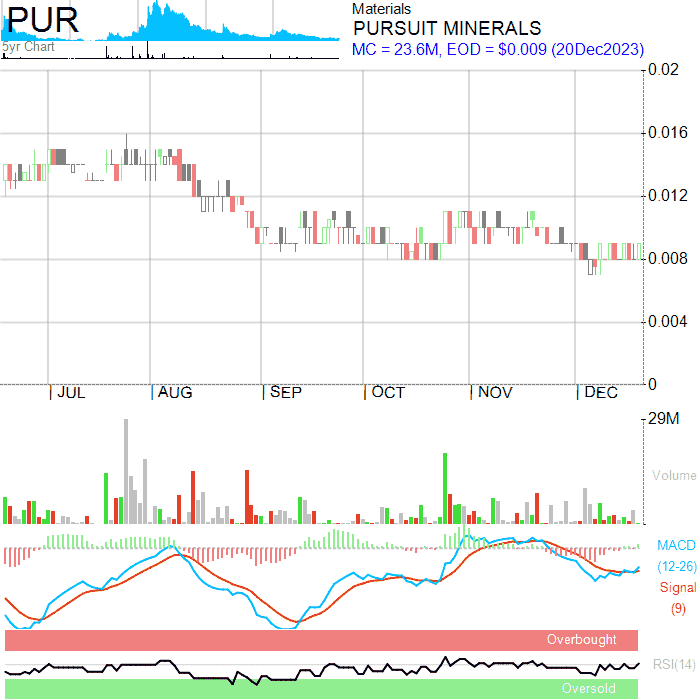 PUR
5yr Chart
Materials
PURSUIT MINERALS
MC = 23.6M, EOD = $0.009 (20Dec2023)
0.02
0.016
0.012
0.008
0.004
0
JUL AUG SEP OCT NOV DEC
29M
Volume
MACD
(12-26)
Signal
(9)
Overbought
RSI(14)
Oversold